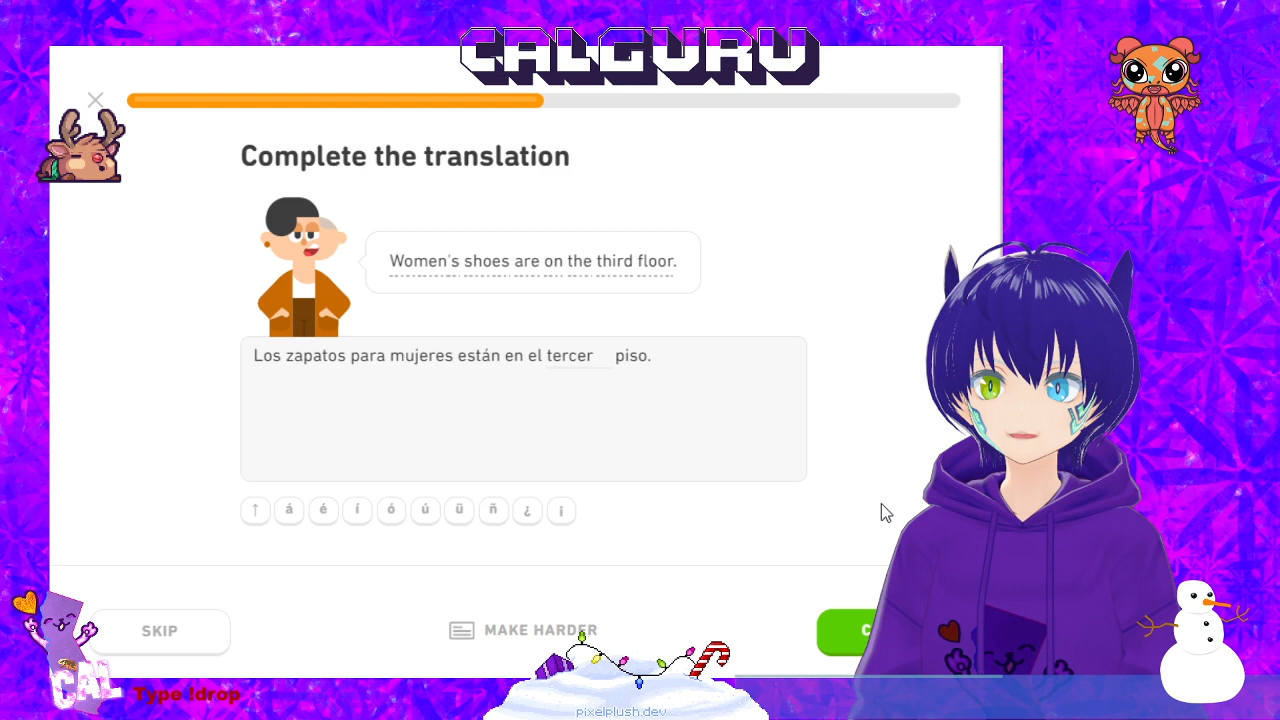 CALGURU
Complete the translation
Women's shoes are on the third floor.
Los zapatos para mujeres están en el tercer piso.
↑ á é í ó ú ü ñ ¿ ¡
SKIP
MAKE HARDER
C
CAL
Type !drop
pixelplush.dev